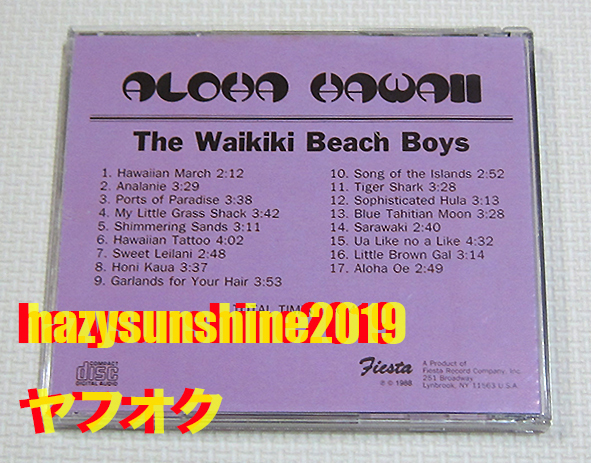 ALOHA HAWAII
The Waikiki Beach Boys
1. Hawaiian March 2:12
2. Analanie 3:29
3. Ports of Paradise 3:38
4. My Little Grass Shack 3:42
5. Shimmering Sands 3:11
6. Hawaiian Tattoo 4:02
7. Sweet Leilani 2:48
8. Honi Kaua 3:37
9. Garlands for Your Hair 3:53
10. Song of the Islands 2:52
11. Tiger Shark 3:28
12. Sophisticated Hula 3:13
13. Blue Tahitian Moon 3:28
14. Sarawaki 2:40
15. Ua Like no a Like 4:32
16. Little Brown Gal 3:14
17. Aloha Oe 2:49
hazysunshine2019
COMPACT
disc
DIGITAL AUDIO
Fiesta
℗ © 1988
A Product of
Fiesta Record Company, Inc.
251 Broadway
Lynbrook, NY 11563 U.S.A.
ヤフオク